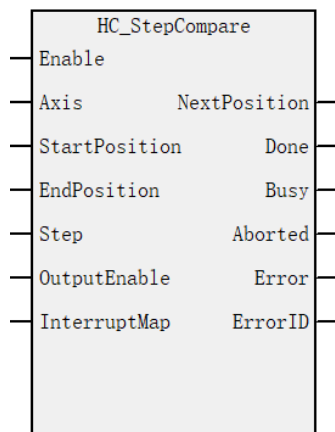 HC_StepCompare
Enable
Axis NextPosition
StartPosition Done
EndPosition Busy
Step Aborted
OutputEnable Error
InterruptMap ErrorID